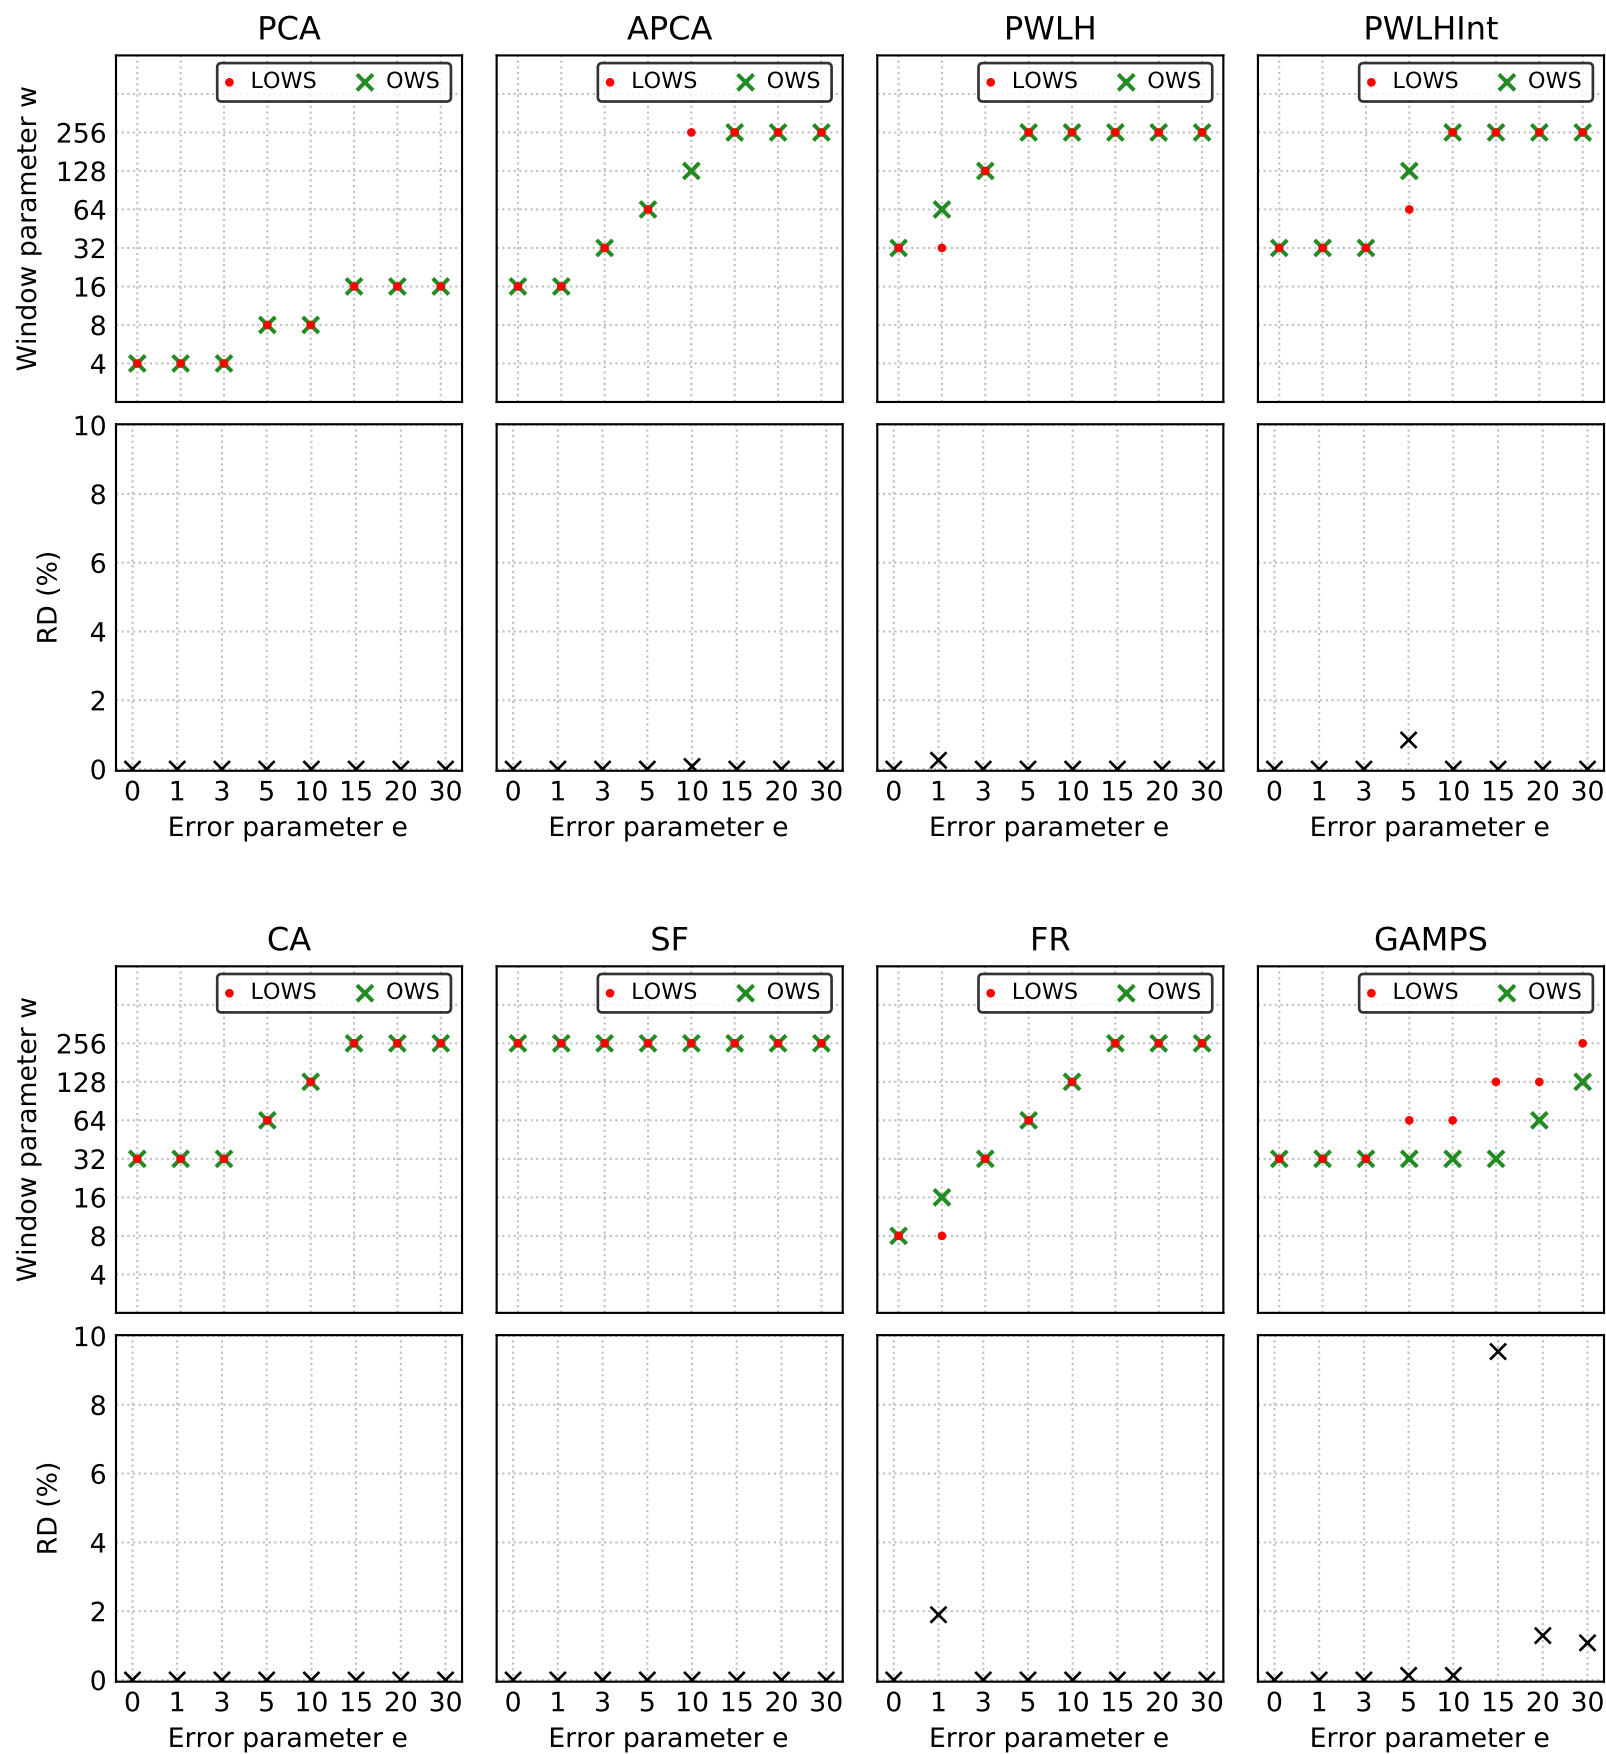 PCA APCA PWLH PWLHInt
LOWS OWS LOWS OWS LOWS OWS LOWS OWS
Window parameter w
256
128
64
32
16
8
4
RD (%)
10
8
6
4
2
0
0 1 3 5 10 15 20 30 0 1 3 5 10 15 20 30 0 1 3 5 10 15 20 30 0 1 3 5 10 15 20 30
Error parameter e Error parameter e Error parameter e Error parameter e
CA SF FR GAMPS
LOWS OWS LOWS OWS LOWS OWS LOWS OWS
Window parameter w
256
128
64
32
16
8
4
RD (%)
10
8
6
4
2
0
0 1 3 5 10 15 20 30 0 1 3 5 10 15 20 30 0 1 3 5 10 15 20 30 0 1 3 5 10 15 20 30
Error parameter e Error parameter e Error parameter e Error parameter e